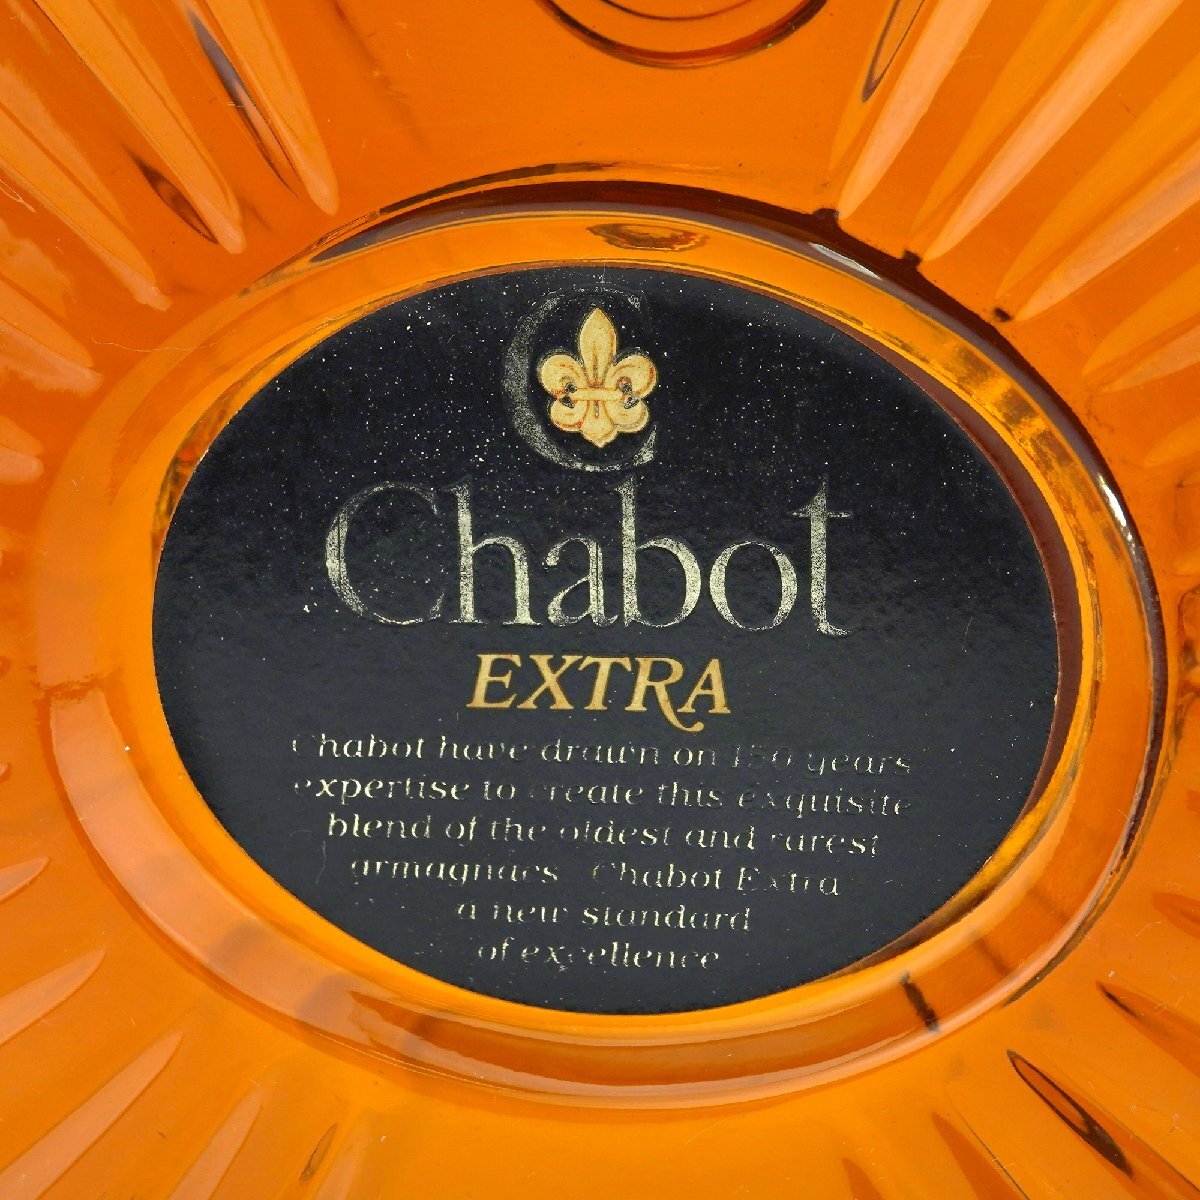 C
Chabot
EXTRA
Chabot have drawn on 150 years
expertise to create this exquisite
blend of the oldest and rarest
armagnacs Chabot Extra
a new standard
of excellence